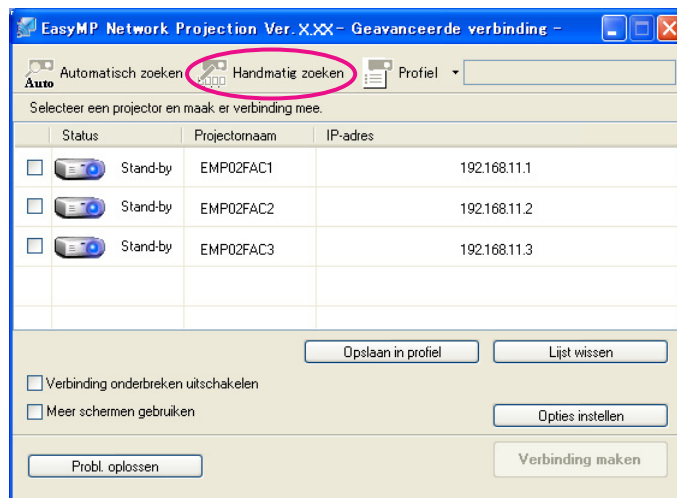 EasyMP Network Projection Ver. X.XX - Geavanceerde verbinding -
Auto Automatisch zoeken Handmatig zoeken Profiel
Selecteer een projector en maak er verbinding mee.
Status Projectornaam IP-adres
Stand-by EMP02FAC1 192.168.11.1
Stand-by EMP02FAC2 192.168.11.2
Stand-by EMP02FAC3 192.168.11.3
Opslaan in profiel Lijst wissen
Verbinding onderbreken uitschakelen
Meer schermen gebruiken Opties instellen
Probl. oplossen Verbinding maken